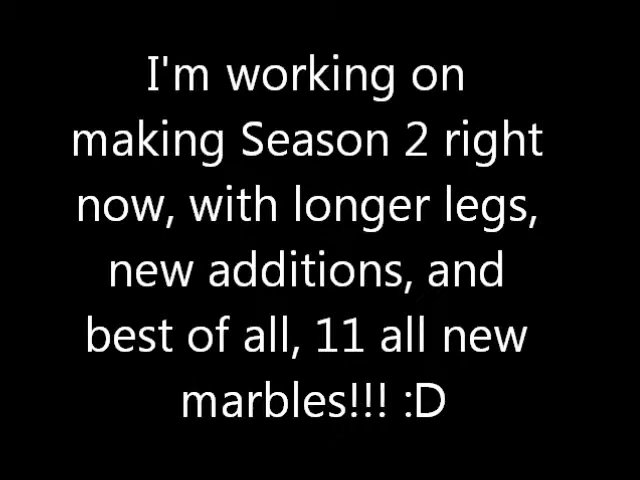 I'm working on
making Season 2 right
now, with longer legs,
new additions, and
best of all, 11 all new
marbles!!! :D